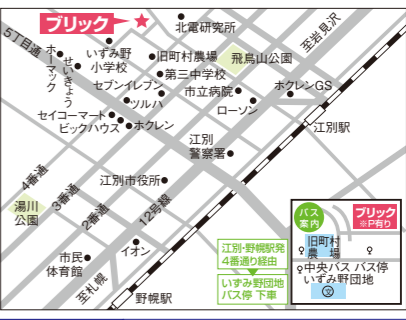 ブリック
北電研究所
至岩見沢
5丁目通
ホーマック
せいきょう
いずみ野
小学校
旧町村農場
飛鳥山公園
第三中学校
セブンイレブン
市立病院
ホクレンGS
ツルハ
ローソン
セイコーマート
ビックハウス
ホクレン
江別駅
江別
警察署
4番通
3番通
2番通
12号線
江別市役所
湯川
公園
市民
体育館
イオン
至札幌
野幌駅
江別・野幌駅発
4番通り経由
いずみ野団地
バス停 下車
バス
案内
ブリック
※P有り
旧町村
農場
中央バス バス停
いずみ野団地
文